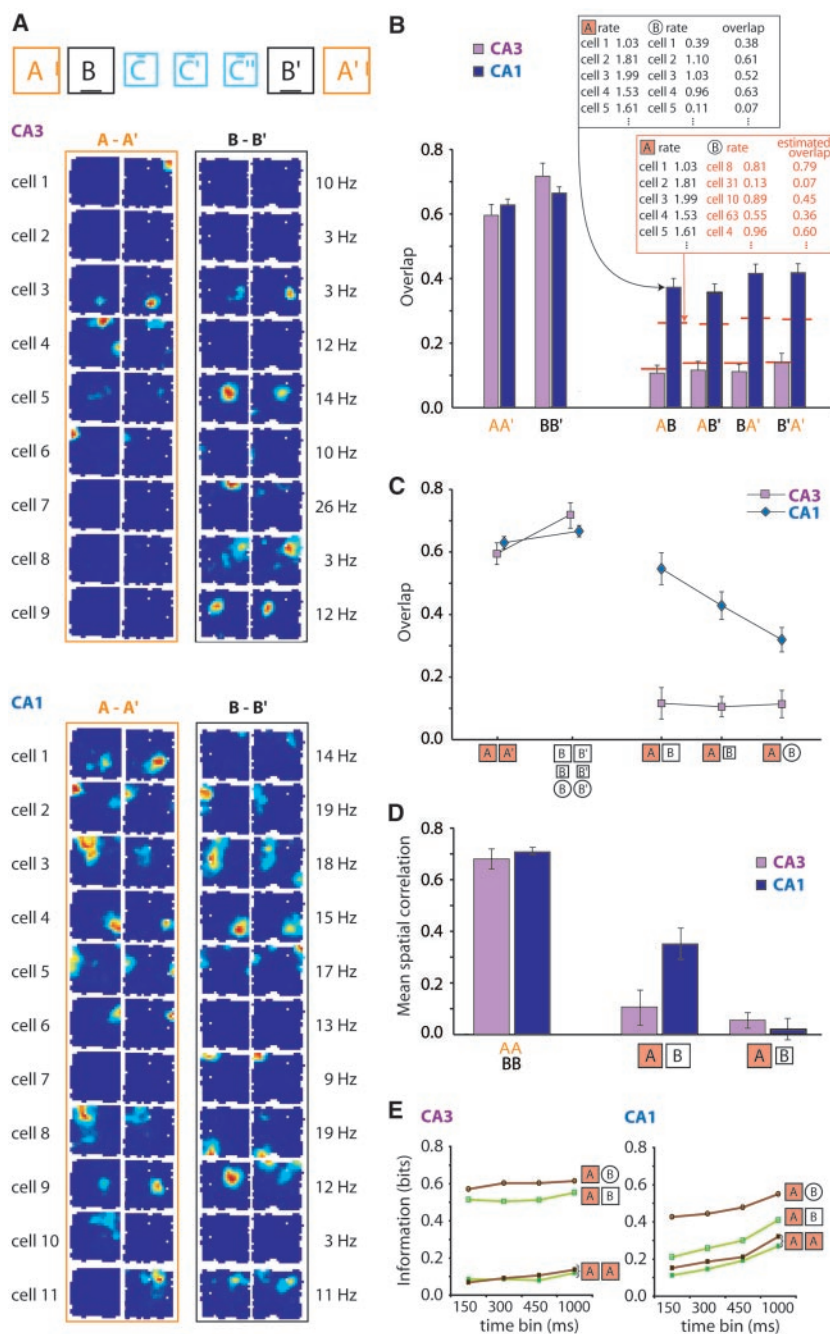 A
A B C C' C" B' A'
CA3
A - A' B - B'
cell 1 10 Hz
cell 2 3 Hz
cell 3 3 Hz
cell 4 12 Hz
cell 5 14 Hz
cell 6 10 Hz
cell 7 26 Hz
cell 8 3 Hz
cell 9 12 Hz
CA1
A - A' B - B'
cell 1 14 Hz
cell 2 19 Hz
cell 3 18 Hz
cell 4 15 Hz
cell 5 17 Hz
cell 6 13 Hz
cell 7 9 Hz
cell 8 19 Hz
cell 9 12 Hz
cell 10 3 Hz
cell 11 11 Hz
B
CA3
CA1
A rate B rate overlap
cell 1 1.03 cell 1 0.39 0.38
cell 2 1.81 cell 2 1.10 0.61
cell 3 1.99 cell 3 1.03 0.52
cell 4 1.53 cell 4 0.96 0.63
cell 5 1.61 cell 5 0.11 0.07
A rate B rate estimated
overlap
cell 1 1.03 cell 8 0.81 0.79
cell 2 1.81 cell 31 0.13 0.07
cell 3 1.99 cell 10 0.89 0.45
cell 4 1.53 cell 63 0.55 0.36
cell 5 1.61 cell 4 0.96 0.60
Overlap
0.8
0.6
0.4
0.2
0.0
AA' BB' AB AB' BA' B'A'
C
CA3
CA1
Overlap
0.8
0.6
0.4
0.2
0.0
A A' B B' A B A B A B
B B'
B B'
D
CA3
CA1
Mean spatial correlation
0.8
0.6
0.4
0.2
0.0
AA
BB
A B A B
E
CA3 CA1
Information (bits)
0.8 0.8
0.6 0.6
0.4 0.4
0.2 0.2
0.0 0.0
A B
A B
A A
A B
A B
A A
150 300 450 1000
time bin (ms)
150 300 450 1000
time bin (ms)